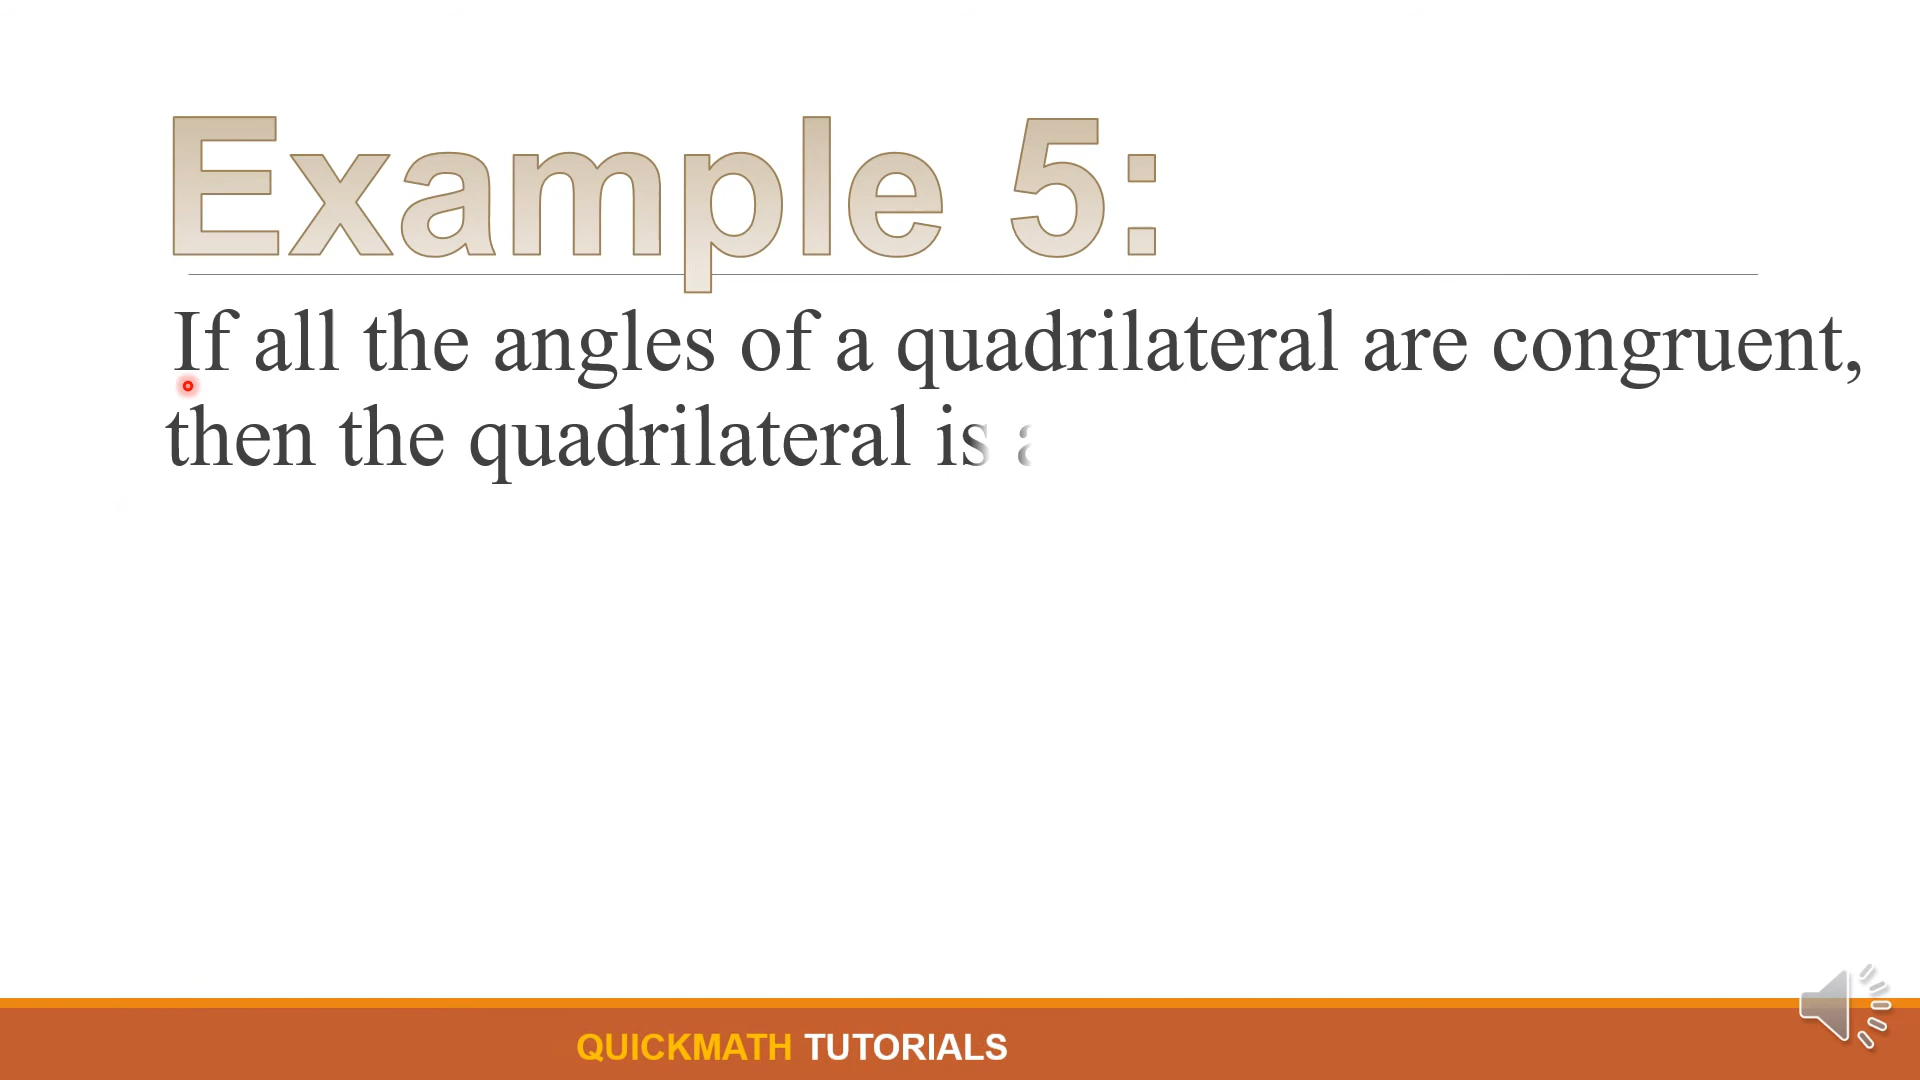 Example 5:
If all the angles of a quadrilateral are congruent,
then the quadrilateral is a
QUICKMATH TUTORIALS